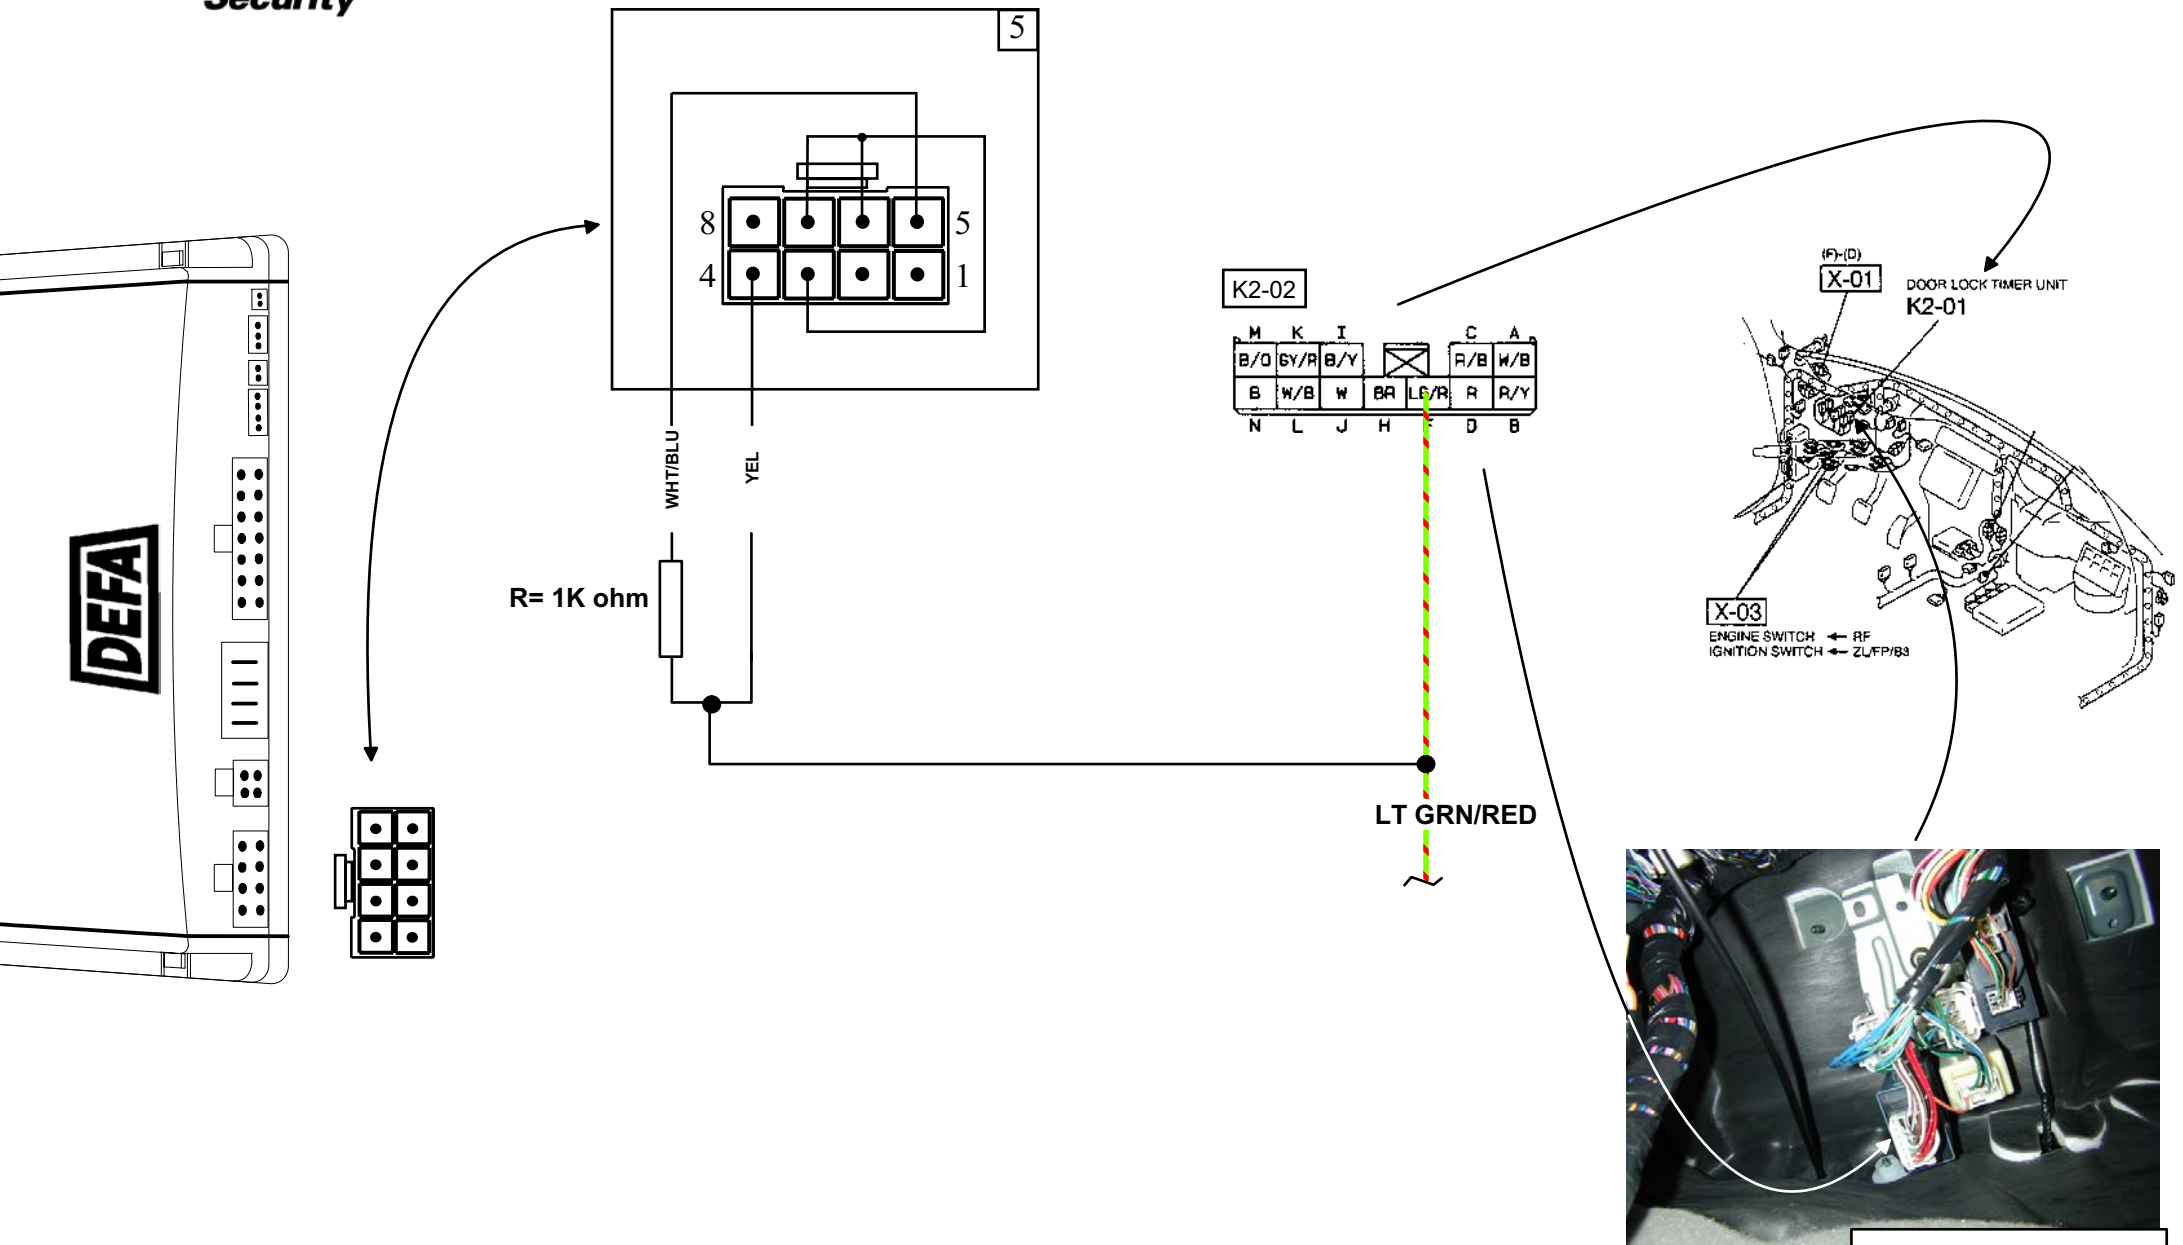 Security
5
8
5
4
1
WHT/BLU
YEL
R= 1K ohm
DEFA
K2-02
M K I C A
B/O GY/R B/Y R/B W/B
B W/B W BR LG/R R R/Y
N L J H F D B
LT GRN/RED
(F)-(D)
X-01
DOOR LOCK TIMER UNIT
K2-01
X-03
ENGINE SWITCH ← RF
IGNITION SWITCH ← ZL/FP/B3